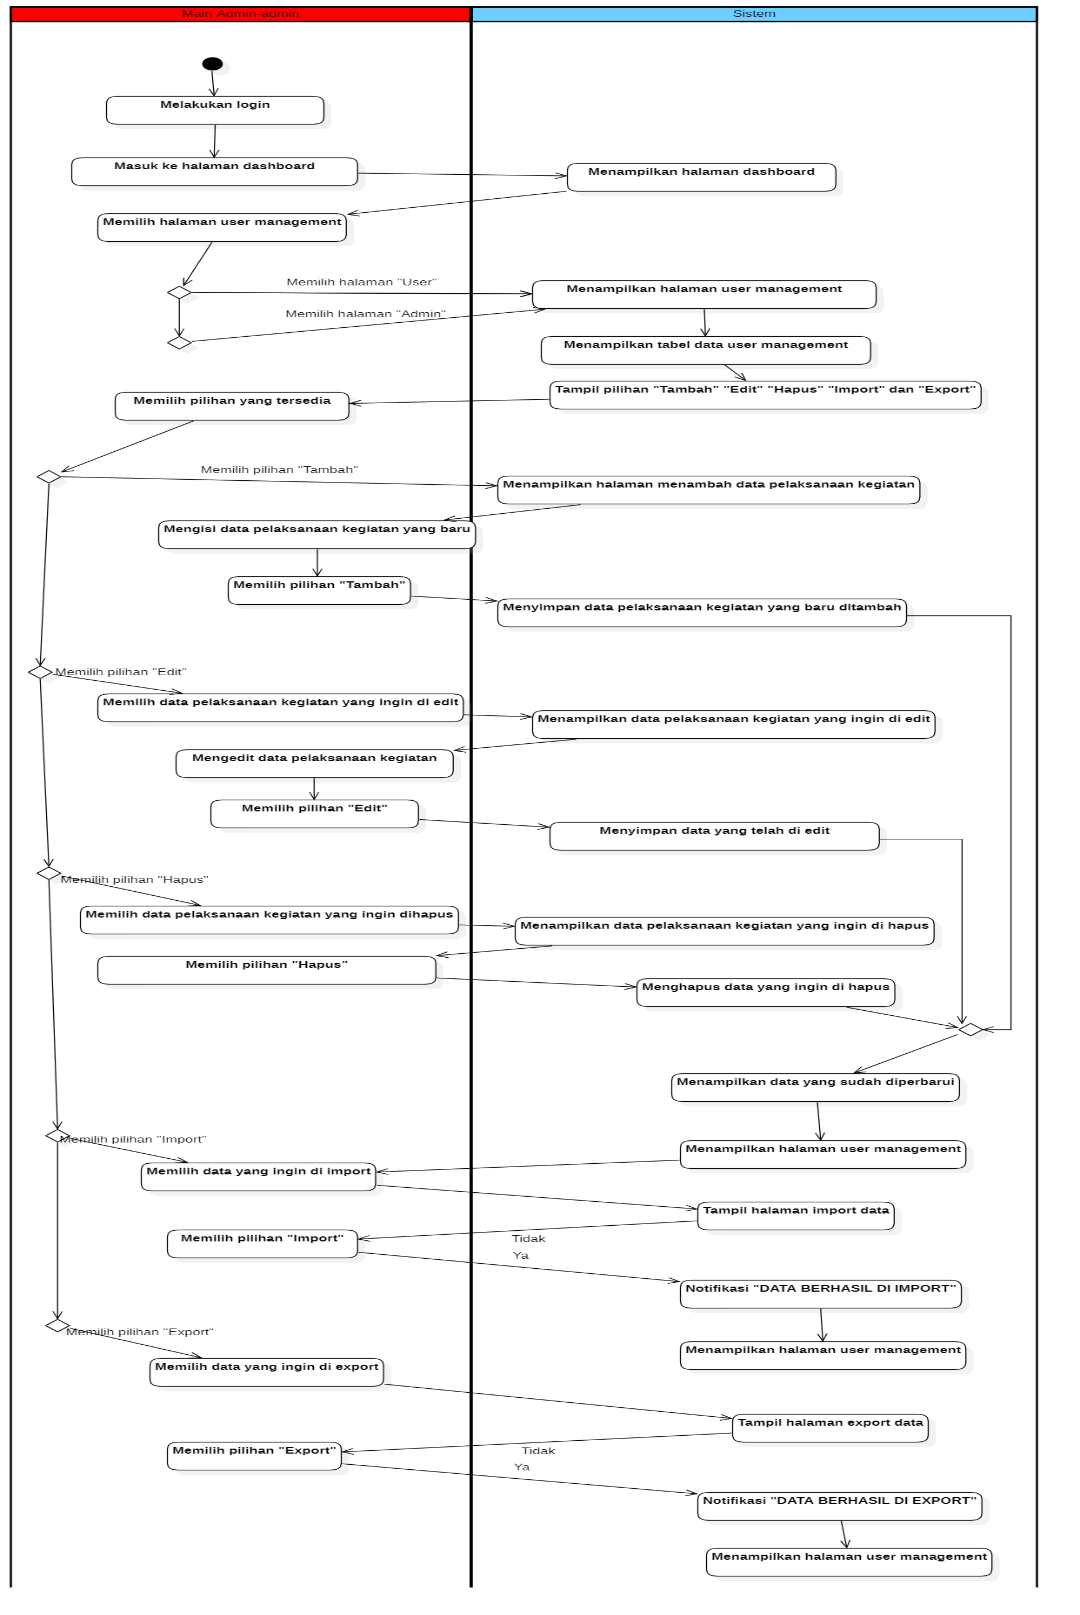 Main Admin-admin
Sistem
Melakukan login
Masuk ke halaman dashboard
Menampilkan halaman dashboard
Memilih halaman user management
Memilih halaman "User"
Menampilkan halaman user management
Memilih halaman "Admin"
Menampilkan tabel data user management
Tampil pilihan "Tambah" "Edit" "Hapus" "Import" dan "Export"
Memilih pilihan yang tersedia
Memilih pilihan "Tambah"
Menampilkan halaman menambah data pelaksanaan kegiatan
Mengisi data pelaksanaan kegiatan yang baru
Memilih pilihan "Tambah"
Menyimpan data pelaksanaan kegiatan yang baru ditambah
Memilih pilihan "Edit"
Memilih data pelaksanaan kegiatan yang ingin di edit
Menampilkan data pelaksanaan kegiatan yang ingin di edit
Mengedit data pelaksanaan kegiatan
Memilih pilihan "Edit"
Menyimpan data yang telah di edit
Memilih pilihan "Hapus"
Memilih data pelaksanaan kegiatan yang ingin dihapus
Menampilkan data pelaksanaan kegiatan yang ingin di hapus
Memilih pilihan "Hapus"
Menghapus data yang ingin di hapus
Menampilkan data yang sudah diperbarui
Memilih pilihan "Import"
Menampilkan halaman user management
Memilih data yang ingin di import
Tampil halaman import data
Memilih pilihan "Import"
Tidak
Ya
Notifikasi "DATA BERHASIL DI IMPORT"
Memilih pilihan "Export"
Menampilkan halaman user management
Memilih data yang ingin di export
Tampil halaman export data
Memilih pilihan "Export"
Tidak
Ya
Notifikasi "DATA BERHASIL DI EXPORT"
Menampilkan halaman user management